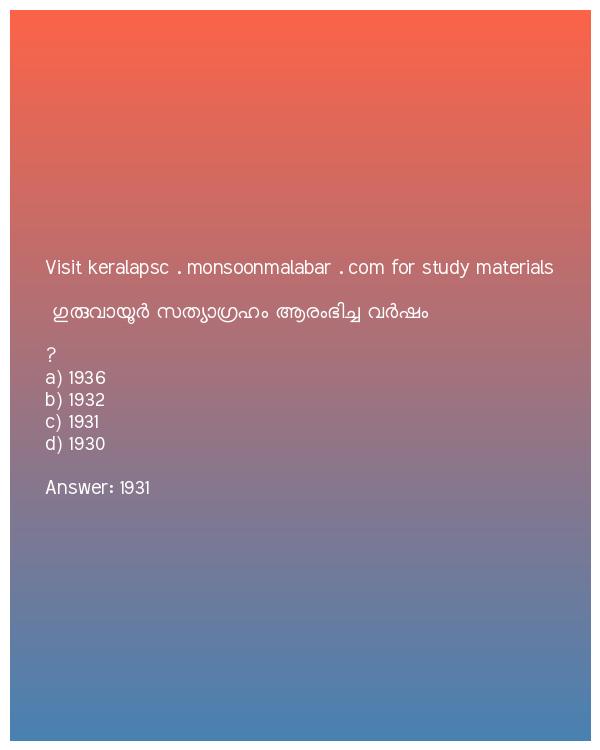 Visit keralapsc . monsoonmalabar . com for study materials
ഗുരുവായൂർ സത്യാഗ്രഹം ആരംഭിച്ച വർഷം
?
a) 1936
b) 1932
c) 1931
d) 1930
Answer: 1931